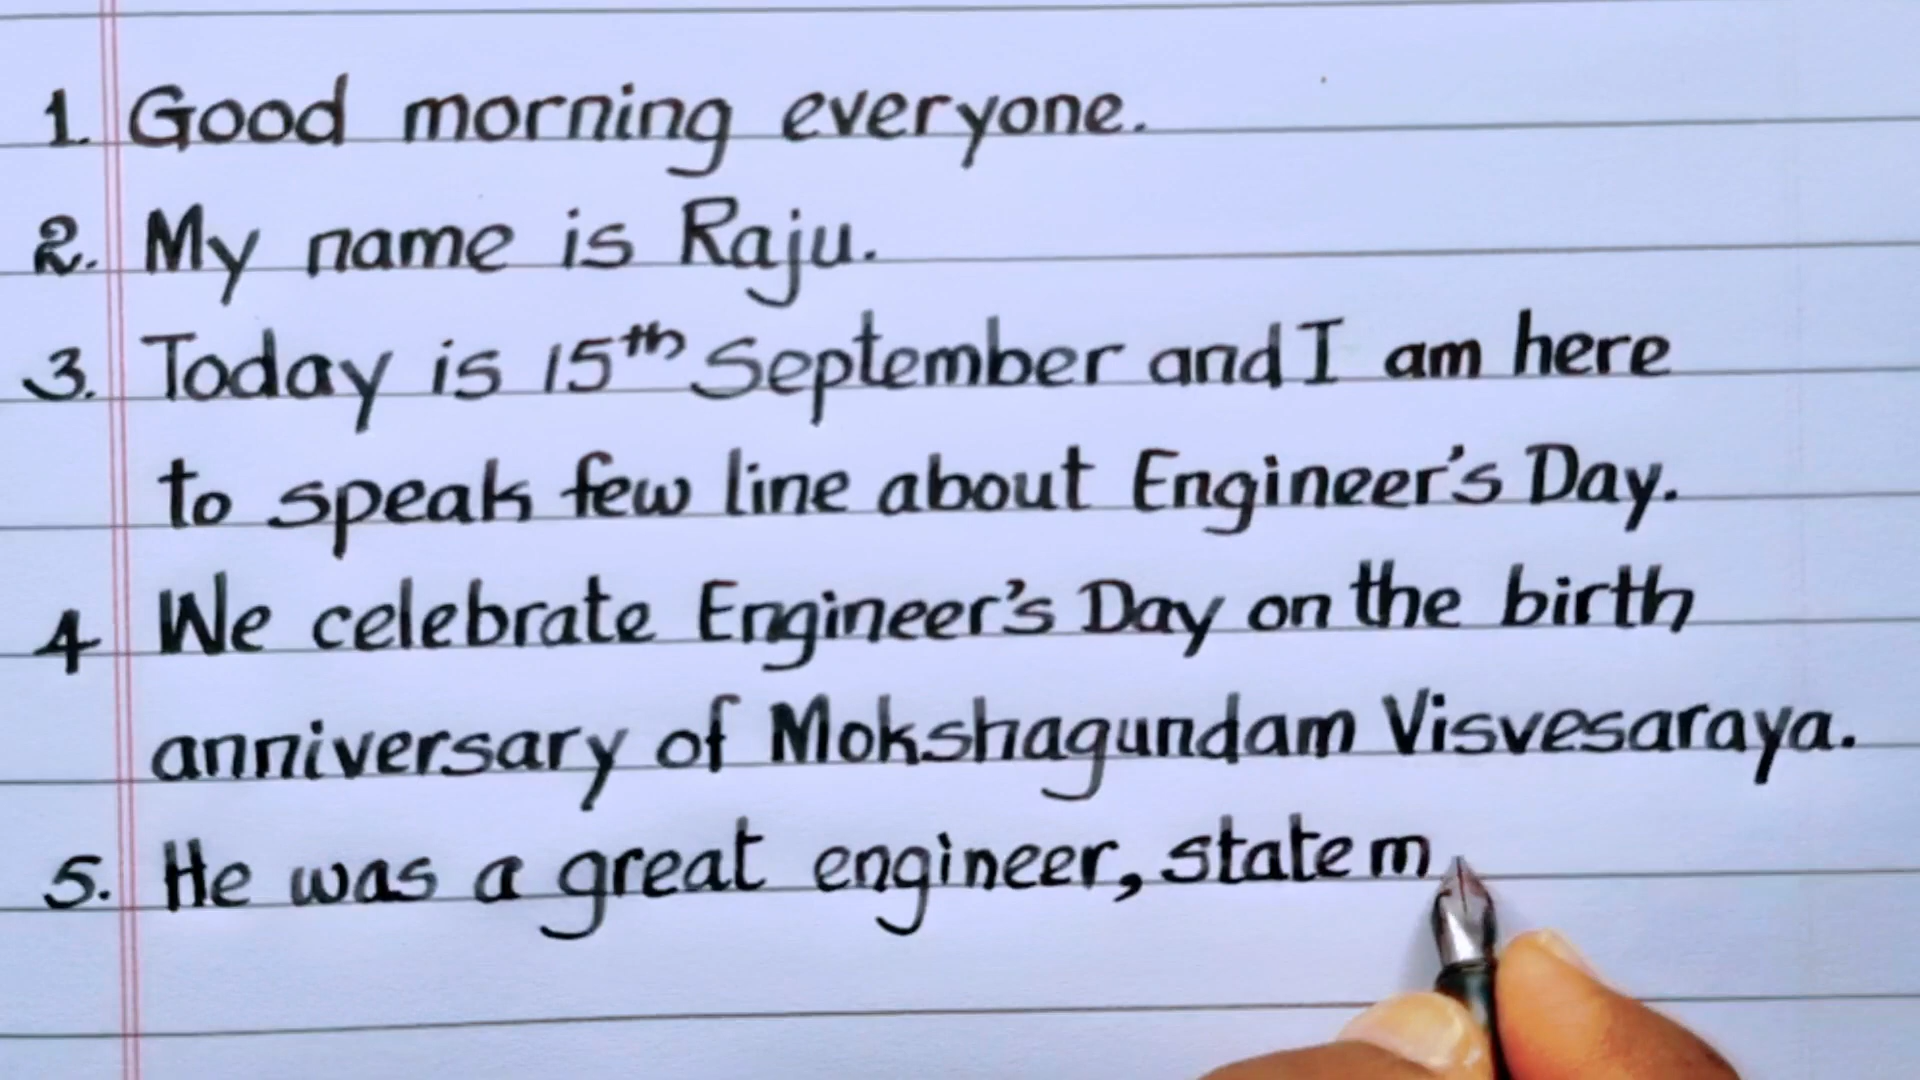 1. Good morning everyone.
2. My name is Raju.
3. Today is 15th September and I am here
to speak few line about Engineer's Day.
4 We celebrate Engineer's Day on the birth
anniversary of Mokshagundam Visvesaraya.
5. He was a great engineer, statem